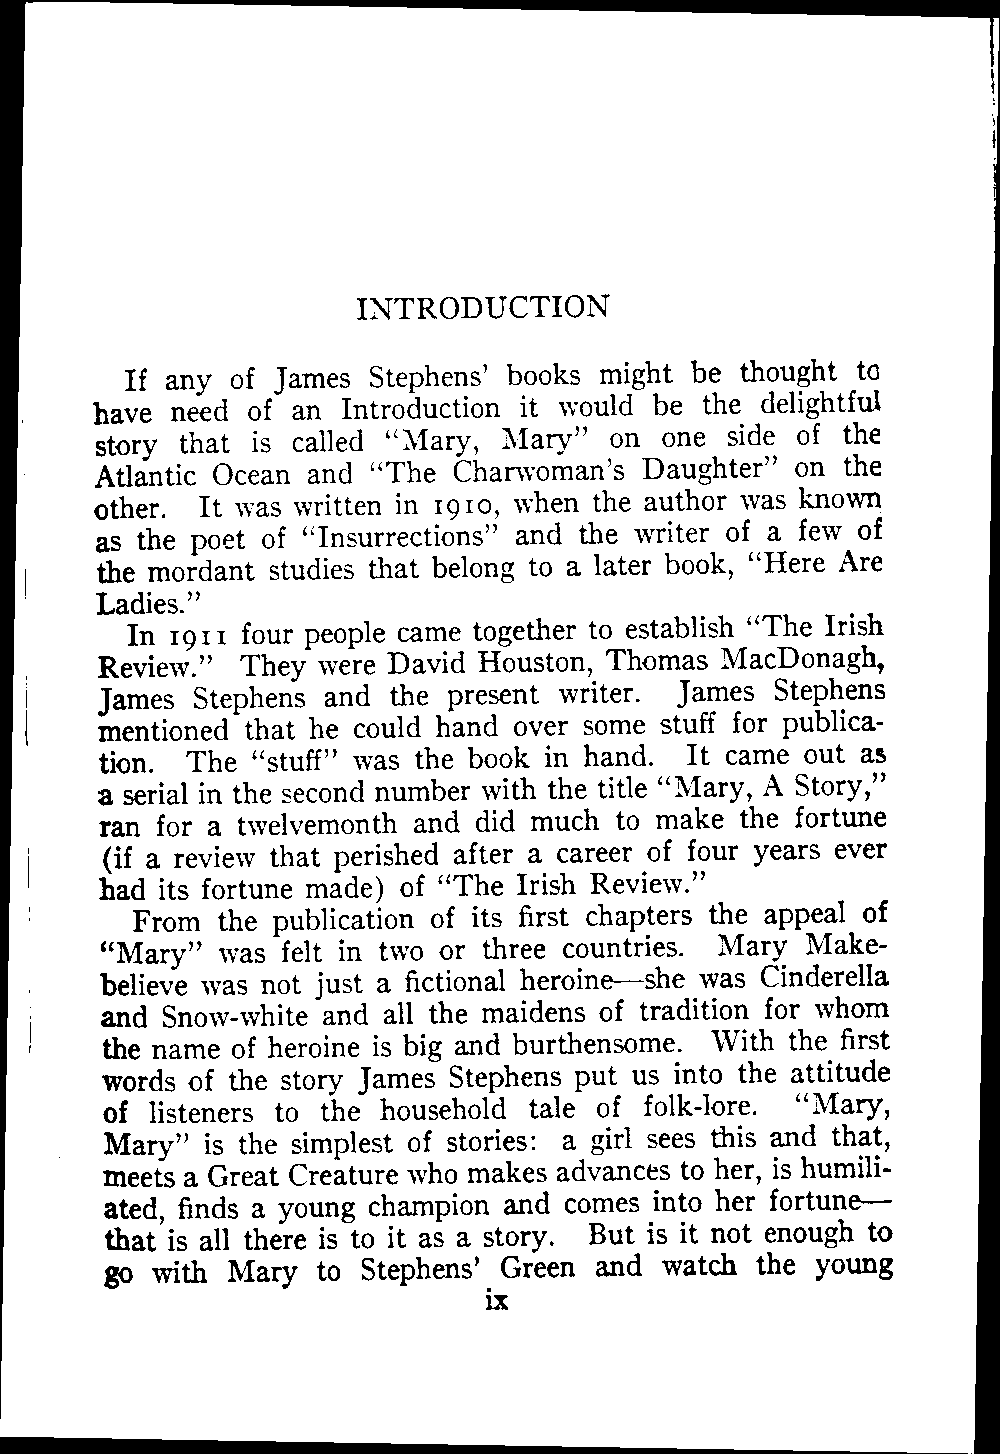 INTRODUCTION
If any of James Stephens' books might be thought to
have need of an Introduction it would be the delightful
story that is called “Mary, Mary” on one side of the
Atlantic Ocean and “The Charwoman's Daughter” on the
other. It was written in 1910, when the author was known
as the poet of “Insurrections” and the writer of a few of
the mordant studies that belong to a later book, “Here Are
Ladies.”
In 1911 four people came together to establish “The Irish
Review.” They were David Houston, Thomas MacDonagh,
James Stephens and the present writer. James Stephens
mentioned that he could hand over some stuff for publica-
tion. The “stuff” was the book in hand. It came out as
a serial in the second number with the title “Mary, A Story,”
ran for a twelvemonth and did much to make the fortune
(if a review that perished after a career of four years ever
had its fortune made) of “The Irish Review.”
From the publication of its first chapters the appeal of
“Mary” was felt in two or three countries. Mary Make-
believe was not just a fictional heroine—she was Cinderella
and Snow-white and all the maidens of tradition for whom
the name of heroine is big and burthensome. With the first
words of the story James Stephens put us into the attitude
of listeners to the household tale of folk-lore. “Mary,
Mary” is the simplest of stories: a girl sees this and that,
meets a Great Creature who makes advances to her, is humili-
ated, finds a young champion and comes into her fortune—
that is all there is to it as a story. But is it not enough to
go with Mary to Stephens' Green and watch the young
ix